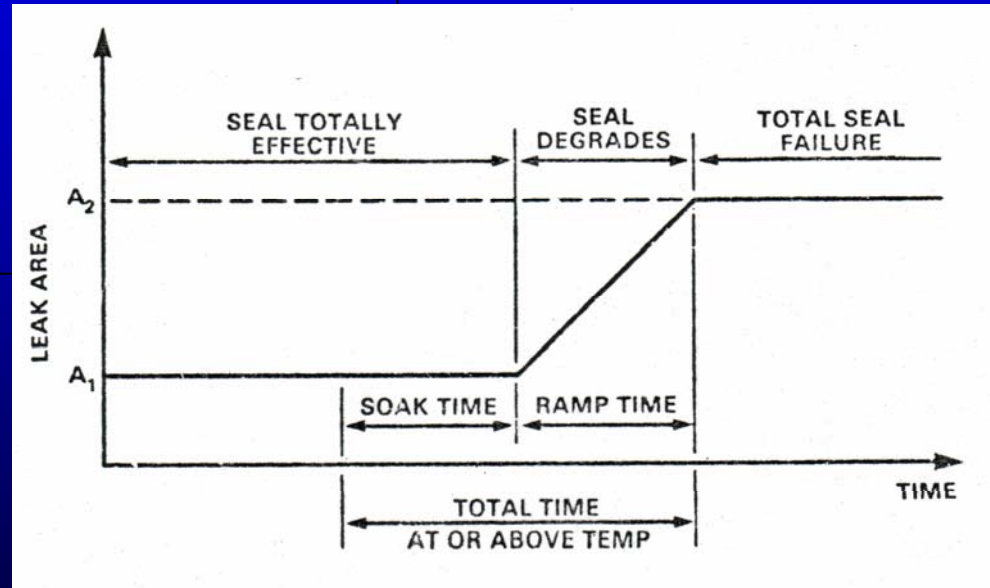 SEAL TOTALLY
EFFECTIVE
SEAL
DEGRADES
TOTAL SEAL
FAILURE
A₂
LEAK AREA
A₁
SOAK TIME
RAMP TIME
TIME
TOTAL TIME
AT OR ABOVE TEMP